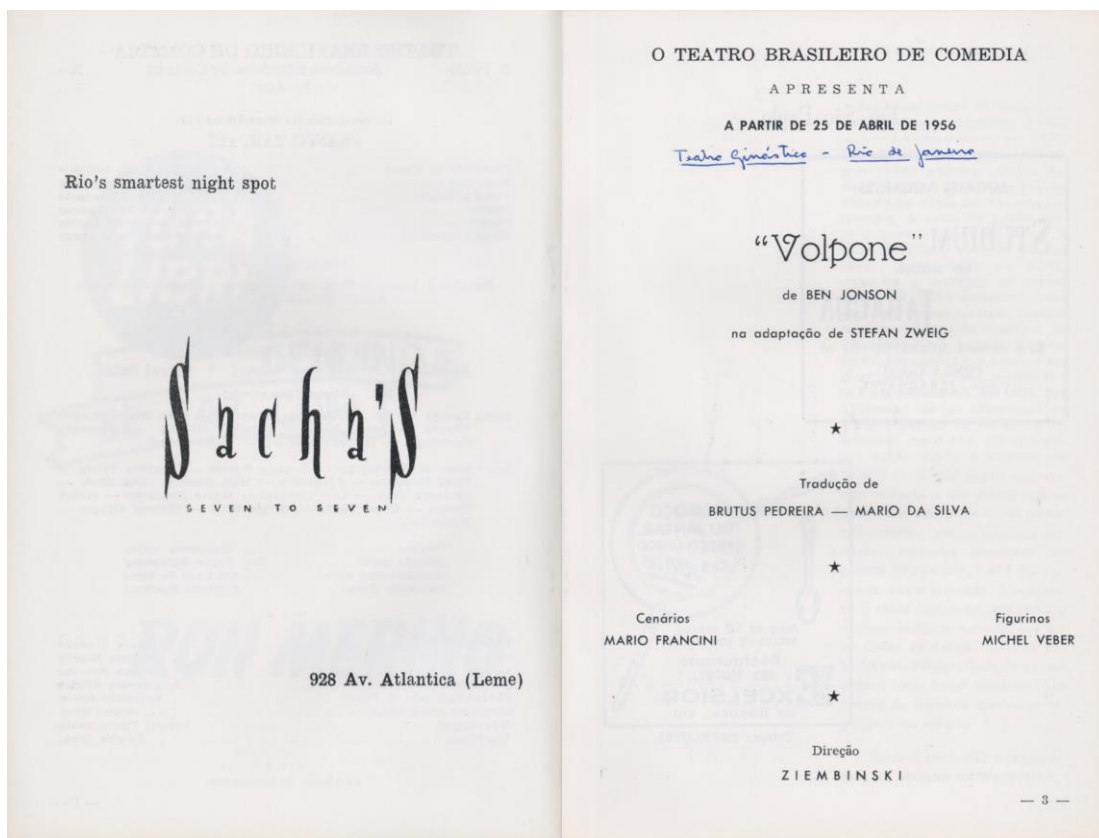 Rio's smartest night spot
Sacha's
SEVEN TO SEVEN
928 Av. Atlantica (Leme)
O TEATRO BRASILEIRO DE COMEDIA
APRESENTA
A PARTIR DE 25 DE ABRIL DE 1956
Teatro Ginástico - Rio de Janeiro
"Volpone"
de BEN JONSON
na adaptação de STEFAN ZWEIG
Tradução de
BRUTUS PEDREIRA — MARIO DA SILVA
Cenários
MARIO FRANCINI
Figurinos
MICHEL VEBER
Direção
ZIEMBINSKI
— 3 —